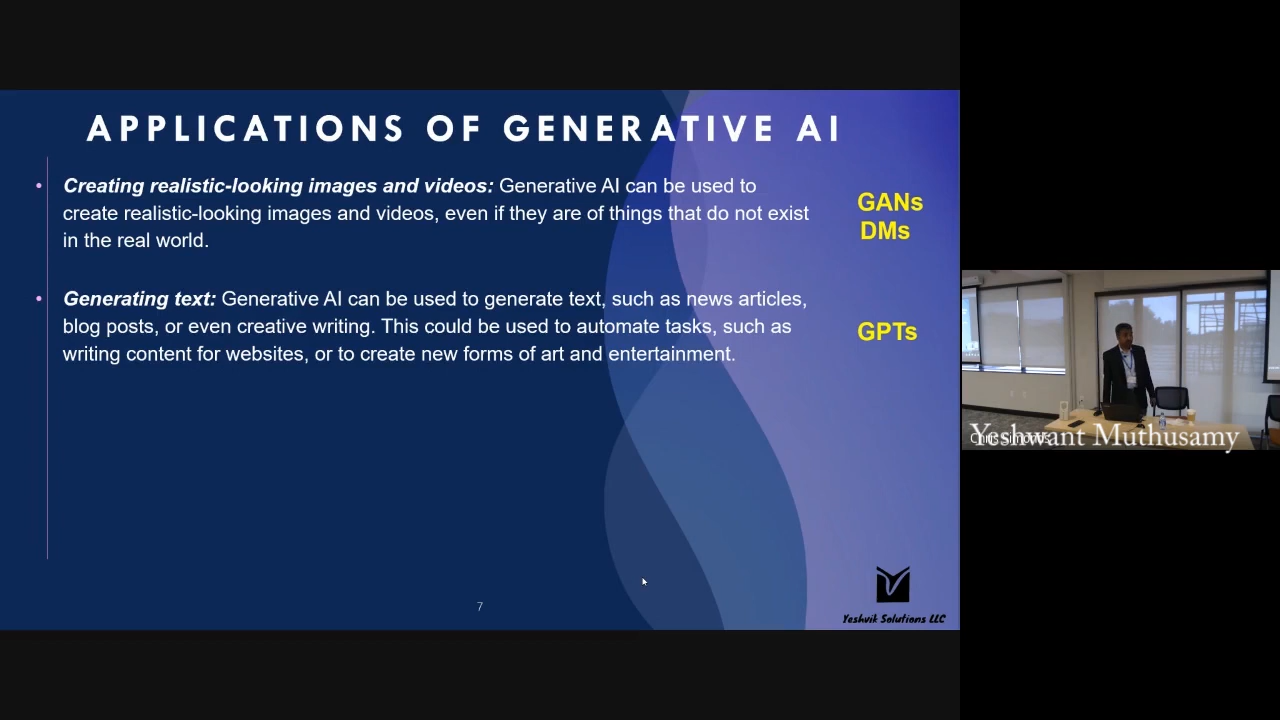 APPLICATIONS OF GENERATIVE AI
• Creating realistic-looking images and videos: Generative AI can be used to
create realistic-looking images and videos, even if they are of things that do not exist
in the real world.
GANs
DMs
• Generating text: Generative AI can be used to generate text, such as news articles,
blog posts, or even creative writing. This could be used to automate tasks, such as
writing content for websites, or to create new forms of art and entertainment.
GPTs
7
Yeshvik Solutions LLC
Yeshwant Muthusamy